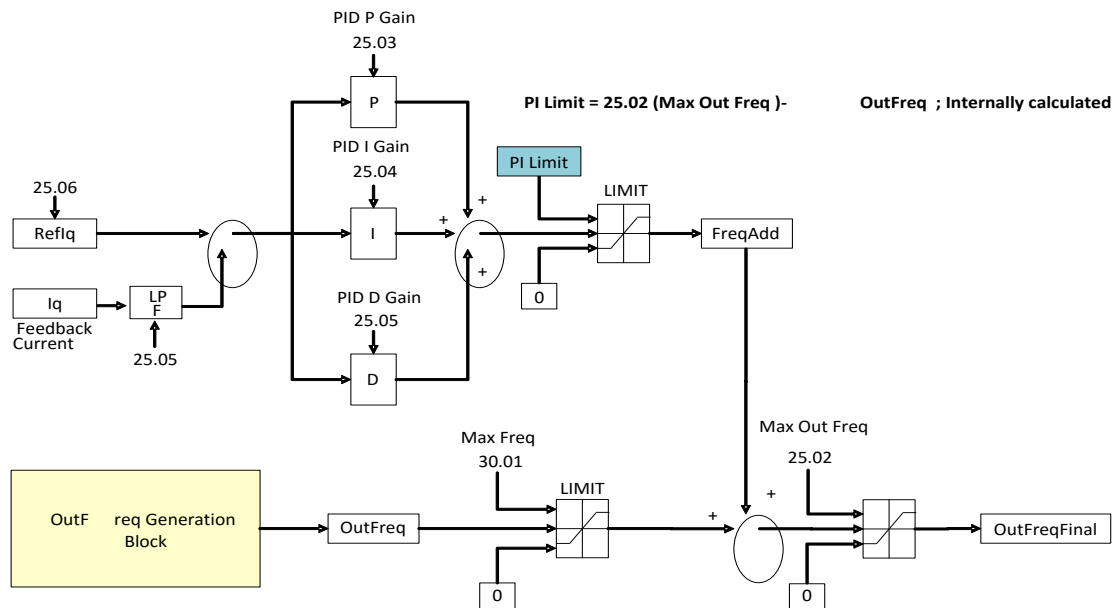 PID P Gain
25.03
P
PI Limit = 25.02 (Max Out Freq )- OutFreq ; Internally calculated
PID I Gain
25.04
PI Limit
LIMIT
25.06
RefIq
+
+
I
FreqAdd
+
0
Iq
LP
F
Feedback
Current
25.05
PID D Gain
25.05
D
Max Freq
30.01
Max Out Freq
25.02
LIMIT
+
+
OutF req Generation
Block
OutFreq
OutFreqFinal
0
0